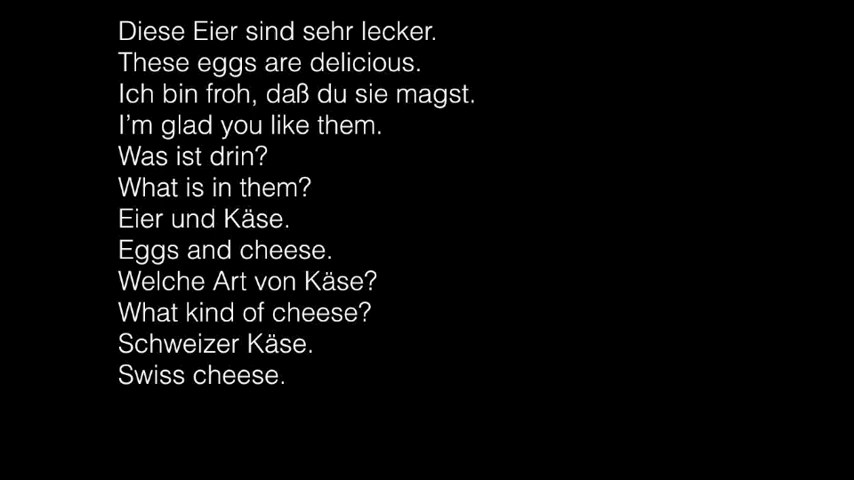 Diese Eier sind sehr lecker.
These eggs are delicious.
Ich bin froh, daß du sie magst.
I'm glad you like them.
Was ist drin?
What is in them?
Eier und Käse.
Eggs and cheese.
Welche Art von Käse?
What kind of cheese?
Schweizer Käse.
Swiss cheese.